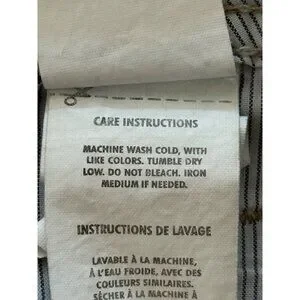 CARE INSTRUCTIONS
MACHINE WASH COLD, WITH
LIKE COLORS. TUMBLE DRY
LOW. DO NOT BLEACH. IRON
MEDIUM IF NEEDED.
INSTRUCTIONS DE LAVAGE
LAVABLE À LA MACHINE,
À L'EAU FROIDE, AVEC DES
COULEURS SIMILAIRES.
SÉCHER À LA MACHINE À